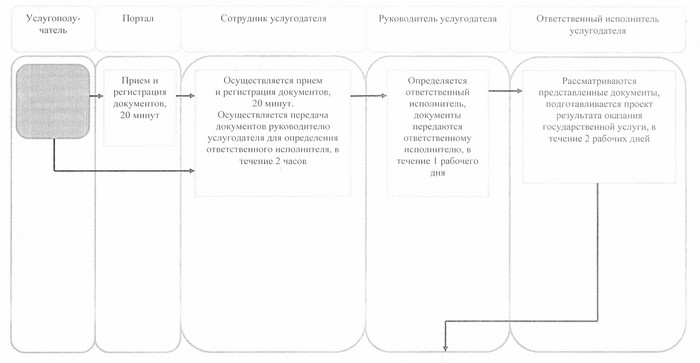 Услугополу-
чатель
Портал
Сотрудник услугодателя
Руководитель услугодателя
Ответственный исполнитель
услугодателя
Прием и
регистрация
документов,
20 минут
Осуществляется прием
и регистрация документов,
20 минут.
Осуществляется передача
документов руководителю
услугодателя для определения
ответственного исполнителя, в
течение 2 часов
Определяется
ответственный
исполнитель,
документы
передаются
ответственному
исполнителю, в
течение 1 рабочего
дня
Рассматриваются
представленные документы,
подготавливается проект
результата оказания
государственной услуги, в
течение 2 рабочих дней